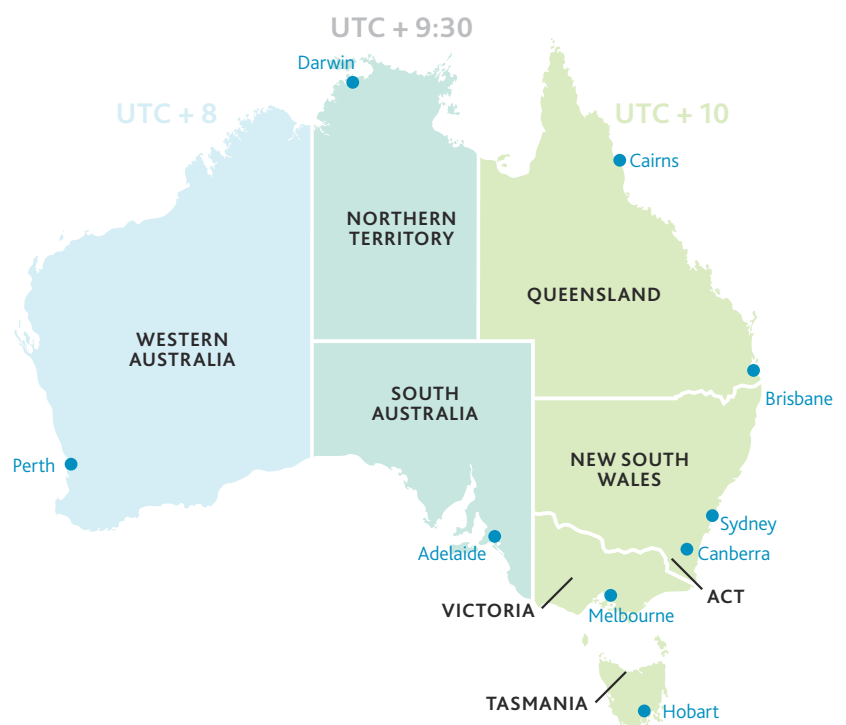 UTC + 9:30
Darwin
UTC + 8
UTC + 10
Cairns
NORTHERN
TERRITORY
QUEENSLAND
WESTERN
AUSTRALIA
SOUTH
AUSTRALIA
Brisbane
Perth
NEW SOUTH
WALES
Sydney
Adelaide
Canberra
ACT
VICTORIA
Melbourne
TASMANIA
Hobart